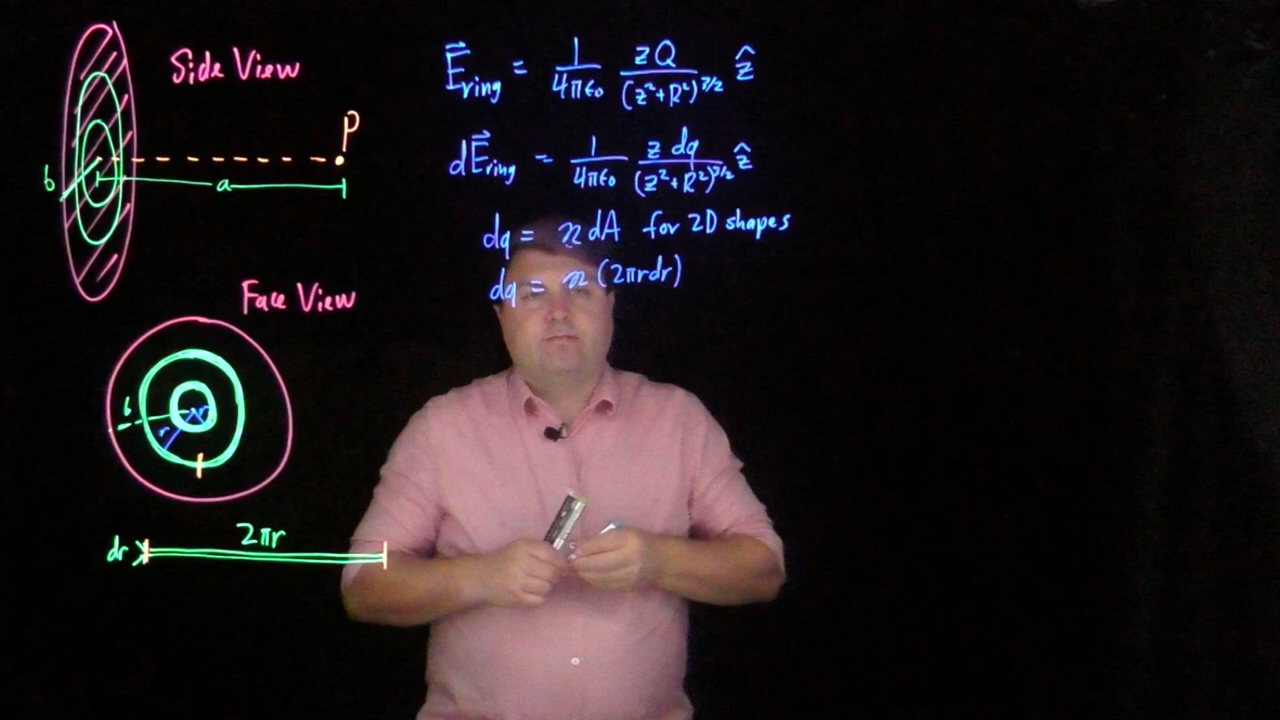 Side View
P
b
a
Face View
b
r
r
dr
2πr
E⃗ring = 1/4πε₀ zQ/(z²+R²)^3/2 ẑ
dE⃗ring = 1/4πε₀ z dq/(z²+R²)^3/2 ẑ
dq = η dA for 2D shapes
dq = η (2πrdr)